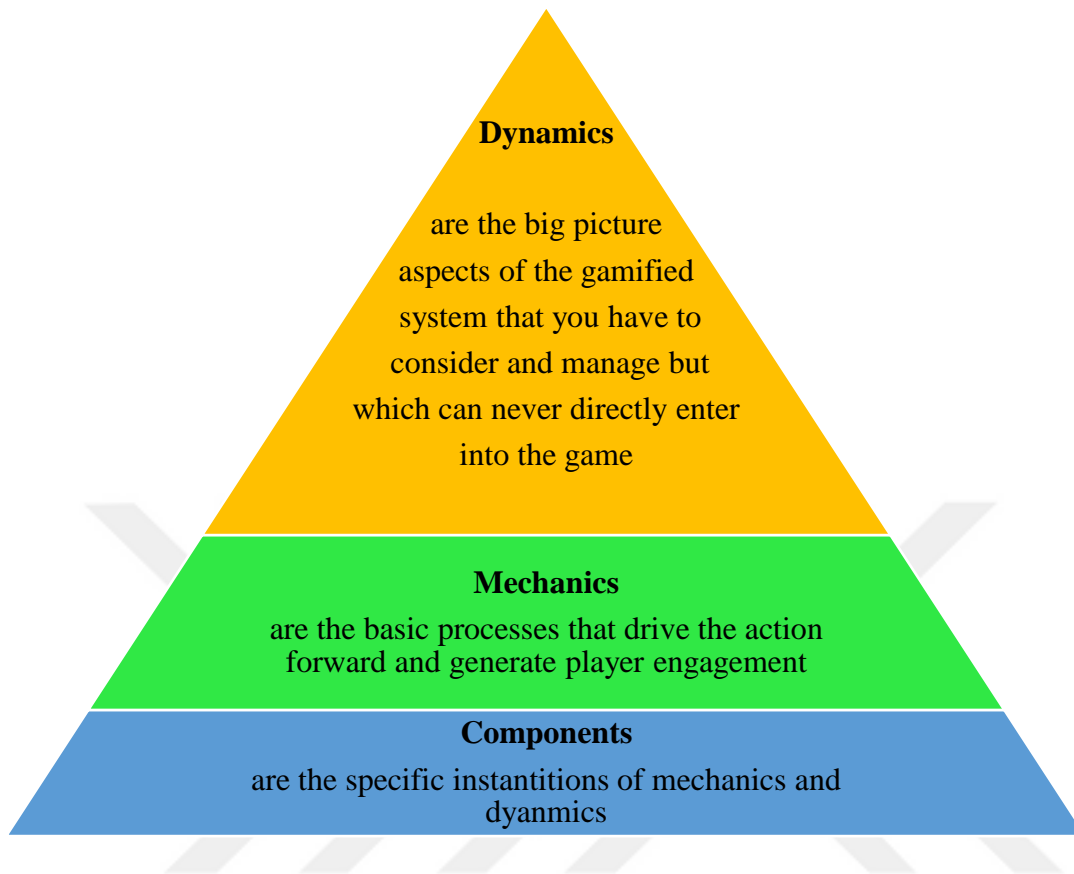 Dynamics
are the big picture
aspects of the gamified
system that you have to
consider and manage but
which can never directly enter
into the game
Mechanics
are the basic processes that drive the action
forward and generate player engagement
Components
are the specific instantitions of mechanics and
dyanmics